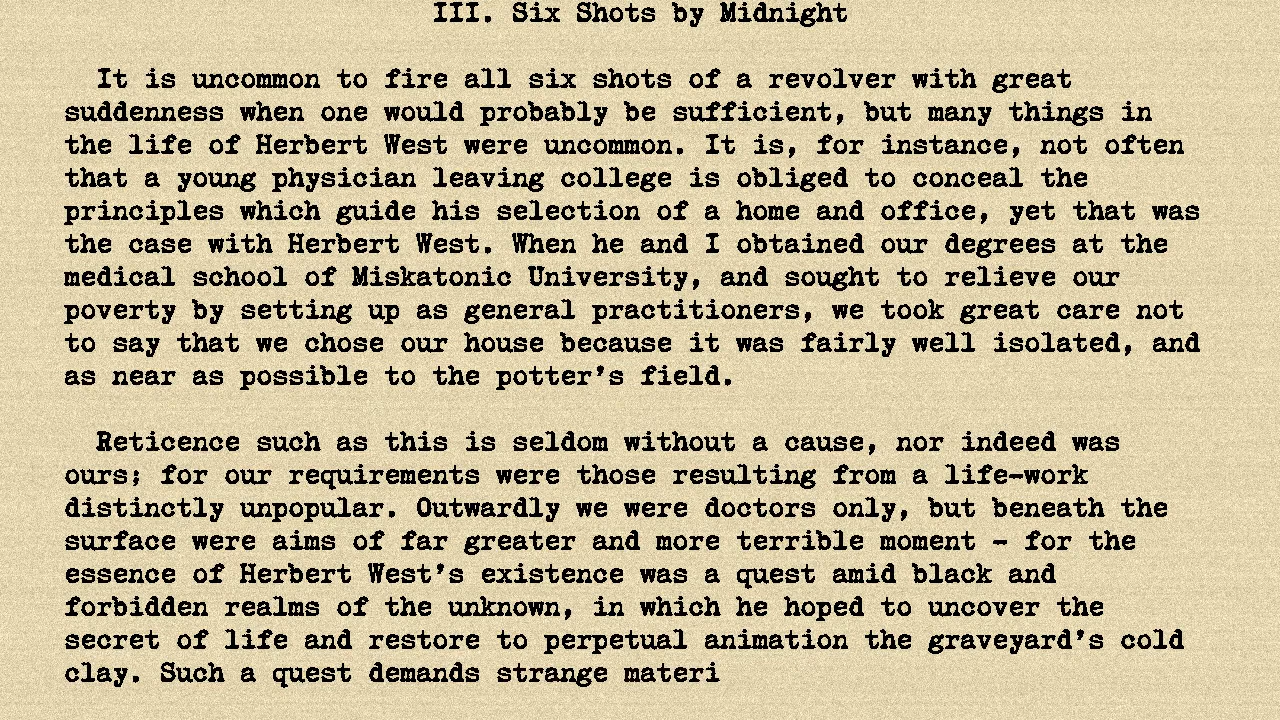 III. Six Shots by Midnight
It is uncommon to fire all six shots of a revolver with great
suddenness when one would probably be sufficient, but many things in
the life of Herbert West were uncommon. It is, for instance, not often
that a young physician leaving college is obliged to conceal the
principles which guide his selection of a home and office, yet that was
the case with Herbert West. When he and I obtained our degrees at the
medical school of Miskatonic University, and sought to relieve our
poverty by setting up as general practitioners, we took great care not
to say that we chose our house because it was fairly well isolated, and
as near as possible to the potter's field.
Reticence such as this is seldom without a cause, nor indeed was
ours; for our requirements were those resulting from a life-work
distinctly unpopular. Outwardly we were doctors only, but beneath the
surface were aims of far greater and more terrible moment – for the
essence of Herbert West's existence was a quest amid black and
forbidden realms of the unknown, in which he hoped to uncover the
secret of life and restore to perpetual animation the graveyard's cold
clay. Such a quest demands strange materi